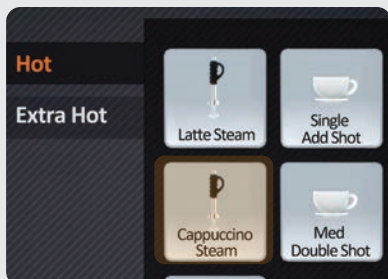 Hot
Extra Hot
Latte Steam
Single
Add Shot
Cappuccino
Steam
Med
Double Shot